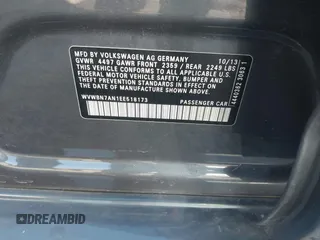 MFD. BY VOLKSWAGEN AG GERMANY 10/13
GVWR 4497 GAWR FRONT 2359 / REAR 2249 LBS
THIS VEHICLE CONFORMS TO ALL APPLICABLE
FEDERAL MOTOR VEHICLE SAFETY,
BUMPER, AND THEFT PREVENTION STANDARDS
IN EFFECT ON THE DATE OF MANUFACTURE
SHOWN ABOVE.
WVWBN7AN1EE518173 PASSENGER CAR
DREAMBID